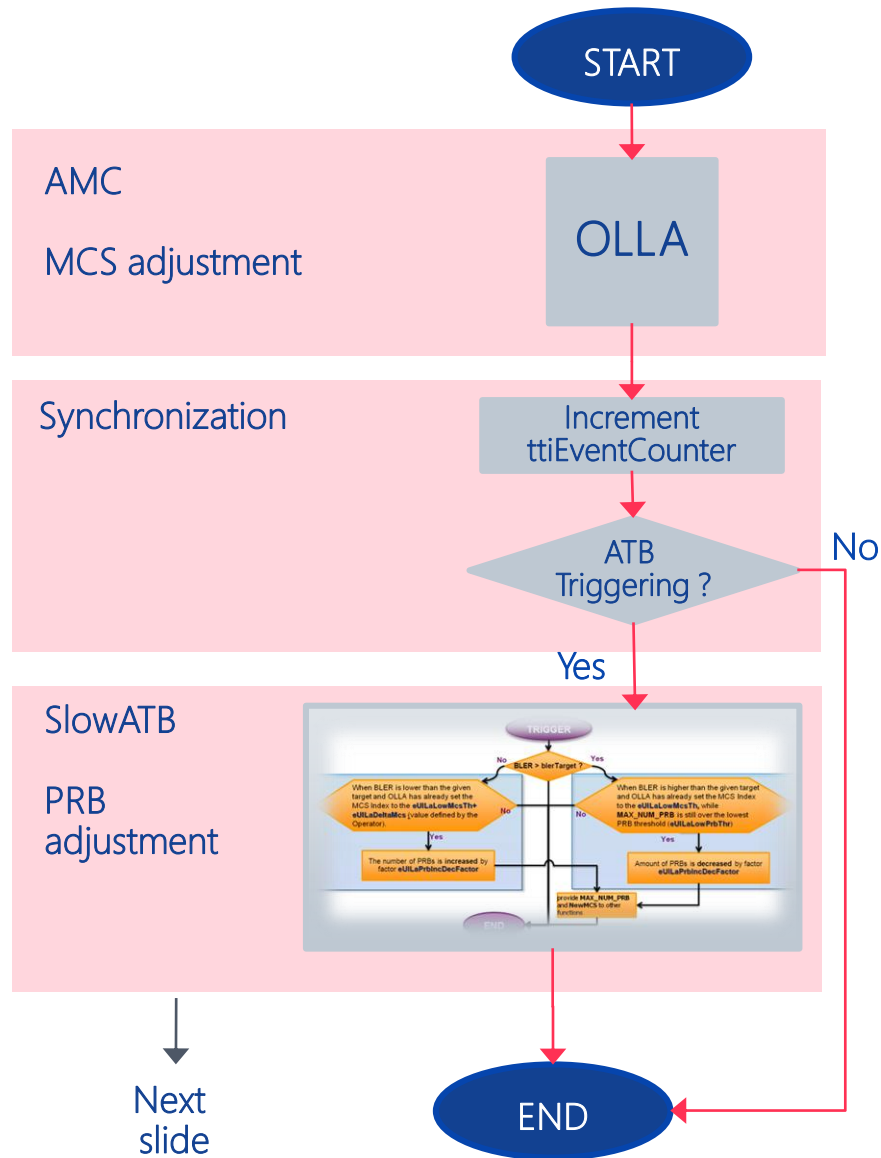 START
AMC
MCS adjustment
OLLA
Synchronization
Increment
ttiEventCounter
ATB
Triggering ?
No
Yes
SlowATB
PRB
adjustment
TRIGGER
BLER > blerTarget ?
No
Yes
When BLER is lower than the given
target and OLLA has already set the
MCS Index to the eUlLaLowMcsTh+
eUlLaDeltaMcs (value defined by the
Operator).
No
No
When BLER is higher than the given target
and OLLA has already set the MCS Index
to the eUlLaLowMcsTh, while
MAX_NUM_PRB is still over the lowest
PRB threshold (eUlLaLowPrbThr)
Yes
Yes
The number of PRBs is increased by
factor eUlLaPrbIncDecFactor
Amount of PRBs is decreased by factor
eUlLaPrbIncDecFactor
provide MAX_NUM_PRB
and NewMCS to other
functions
END
Next
slide
END